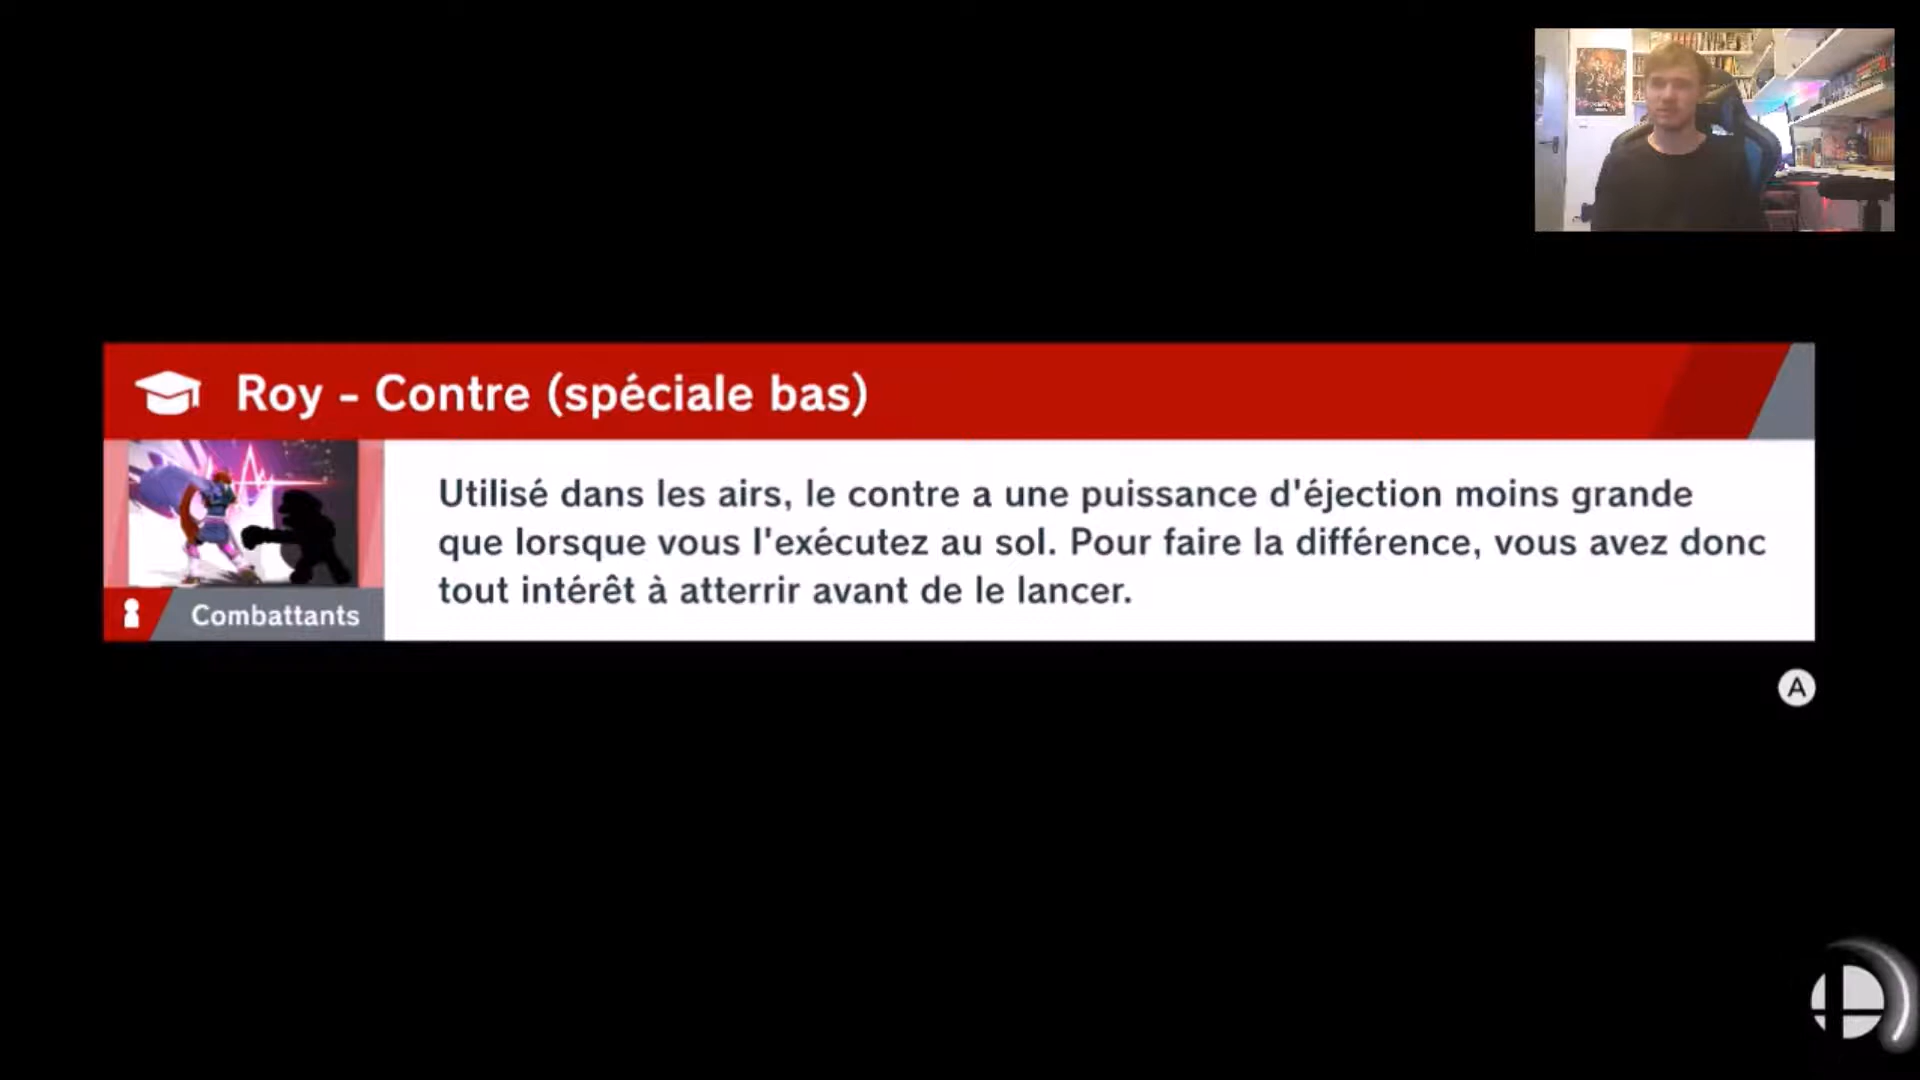 Roy - Contre (spéciale bas)
Utilisé dans les airs, le contre a une puissance d'éjection moins grande
que lorsque vous l'exécutez au sol. Pour faire la différence, vous avez donc
tout intérêt à atterrir avant de le lancer.
Combattants
A